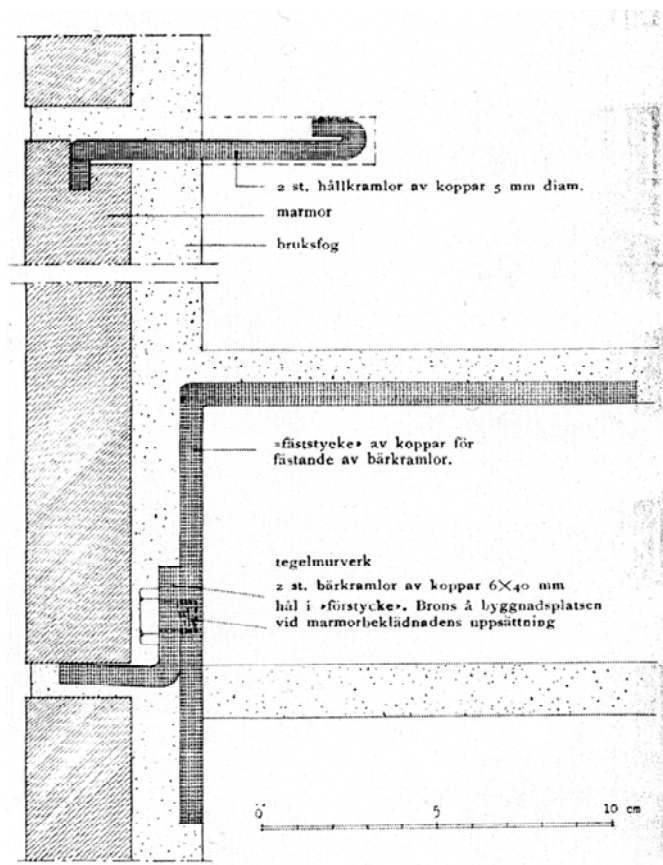 2 st. hållkramlor av koppar 5 mm diam.
marmor
bruksfog
»fäststycke» av koppar för
fästande av bärkramlor.
tegelmurverk
2 st. bärkramlor av koppar 6×40 mm
hål i »förstycke». Brons å byggnadsplatsen
vid marmorbeklädnadens uppsättning
0 5 10 cm